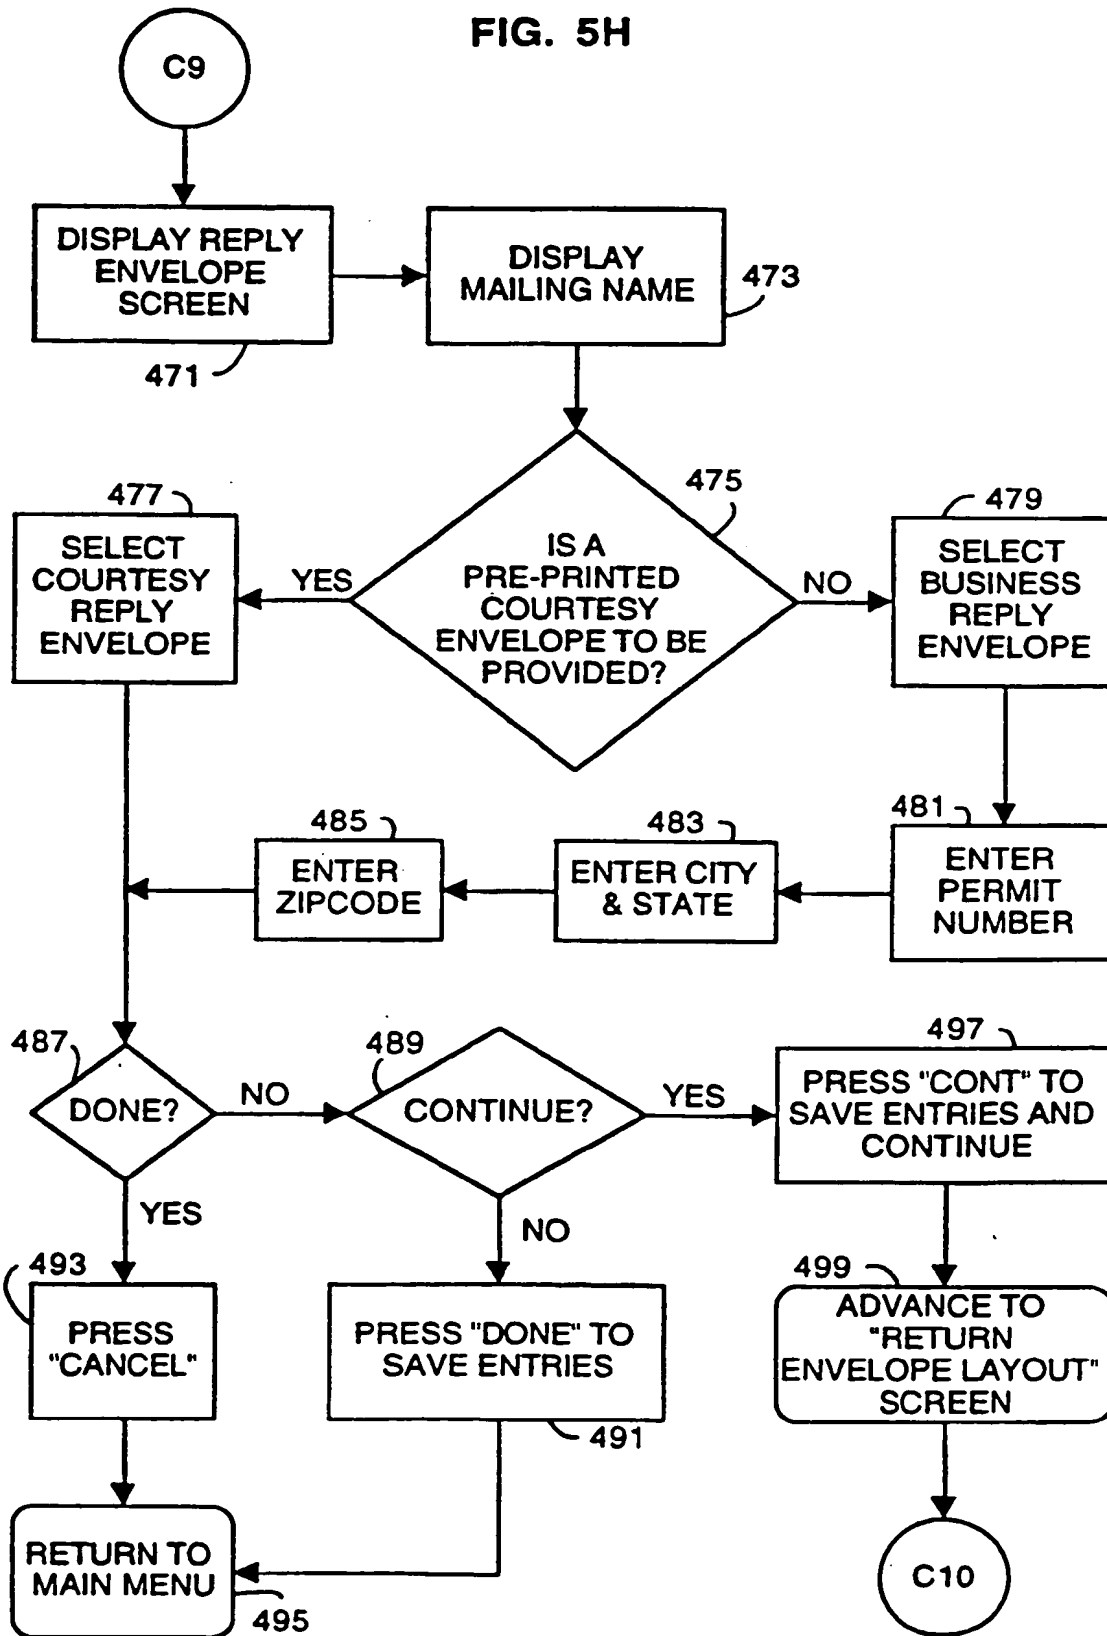 FIG. 5H
C9
DISPLAY REPLY
ENVELOPE
SCREEN
471
DISPLAY
MAILING NAME
473
475
IS A
PRE-PRINTED
COURTESY
ENVELOPE TO BE
PROVIDED?
YES
NO
477
SELECT
COURTESY
REPLY
ENVELOPE
479
SELECT
BUSINESS
REPLY
ENVELOPE
481
ENTER
PERMIT
NUMBER
483
ENTER CITY
& STATE
485
ENTER
ZIPCODE
487
DONE?
NO
YES
489
CONTINUE?
YES
NO
497
PRESS "CONT" TO
SAVE ENTRIES AND
CONTINUE
493
PRESS
"CANCEL"
PRESS "DONE" TO
SAVE ENTRIES
491
499
ADVANCE TO
"RETURN
ENVELOPE LAYOUT"
SCREEN
RETURN TO
MAIN MENU
495
C10